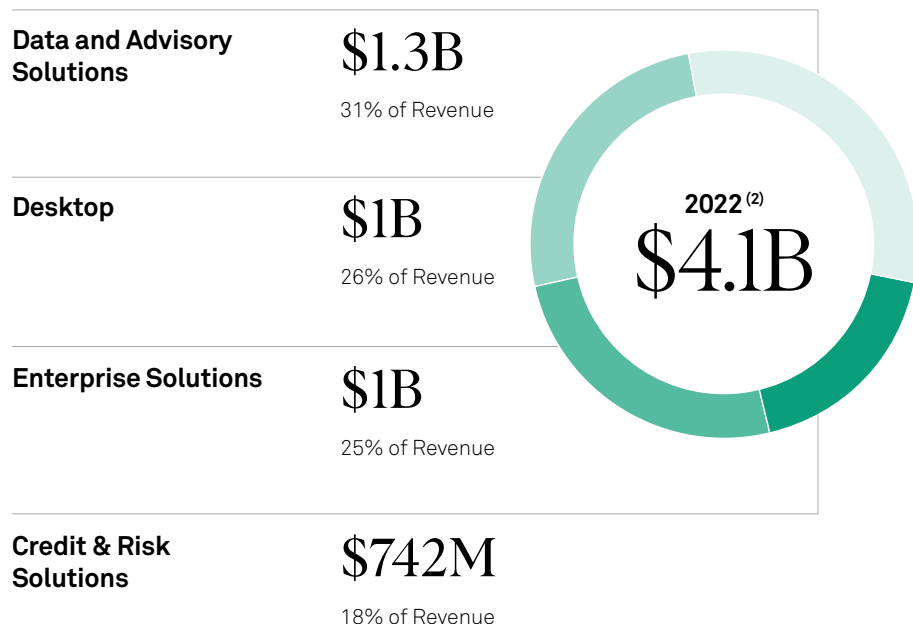 Data and Advisory
Solutions
$1.3B
31% of Revenue
Desktop
$1B
26% of Revenue
Enterprise Solutions
$1B
25% of Revenue
Credit & Risk
Solutions
$742M
18% of Revenue
2022 (2)
$4.1B